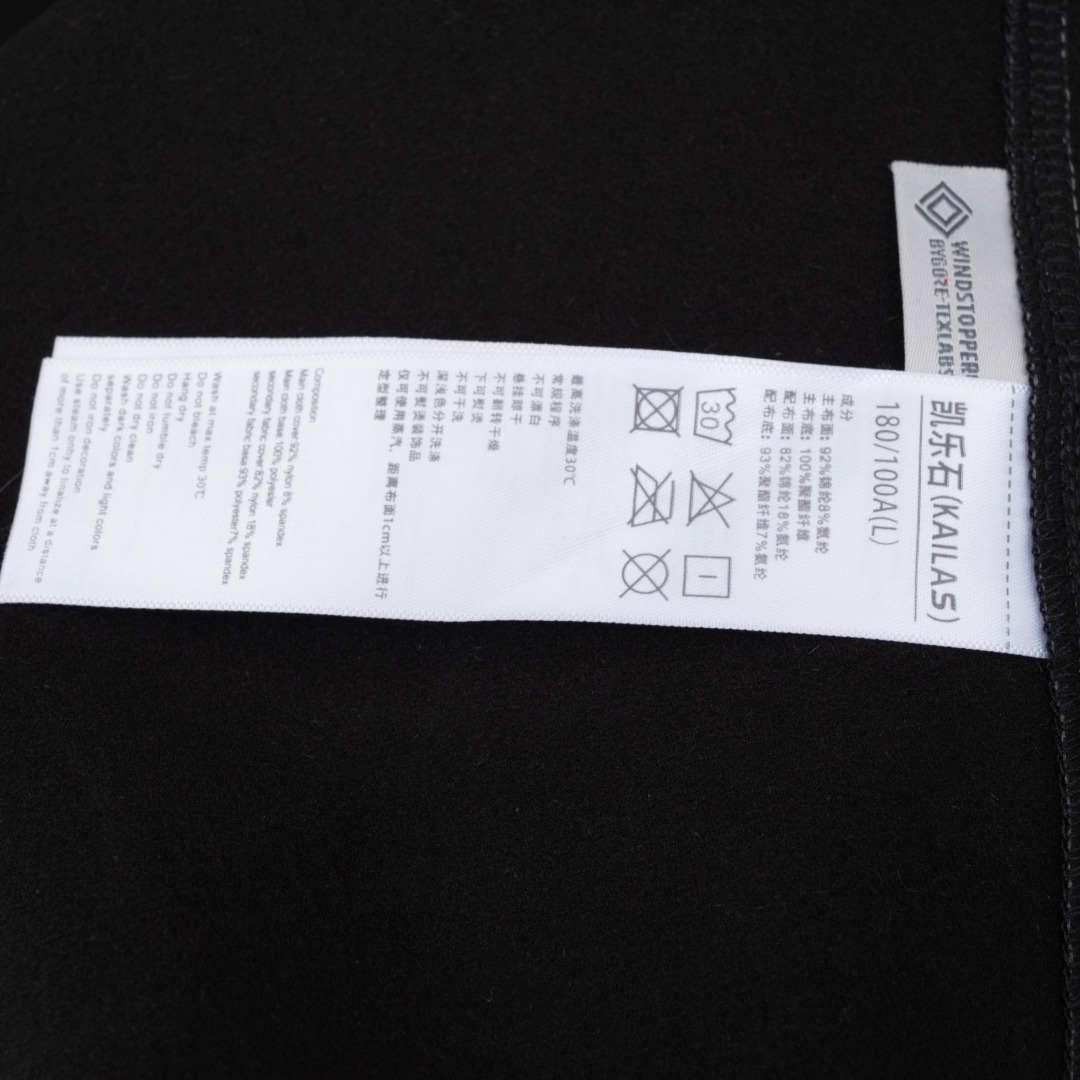 WINDSTOPPER
BYGORE-TEXLABS
凯乐石(KAILAS)
180/100A(L)
成分
主布面：92%锦纶8%氨纶
主布底：100%聚酯纤维
配布面：82%锦纶18%氨纶
配布底：93%聚酯纤维7%氨纶
30
最高洗涤温度30℃
常规程序
不可漂白
悬挂晾干
不可翻转干燥
下可熨烫
不可干洗
深浅色分开洗涤
不可熨烫装饰品
仅可使用蒸汽，距离布面1cm以上进行
定型整理
Composition
Main cloth cover 92% nylon 8% spandex
Main cloth base 100% polyester
secondary fabric cover 82% nylon 18% spandex
secondary fabric basa 93% polyester7% spandex
Wash at max temp 30℃
Do not bleach
Hang dry
Do not tumble dry
Do not iron
Do not dry clean
Wash dark colors and light colors
separately
Do not iron decoration
Use steam only to finalize at a distance
of more than 1cm away from cloth